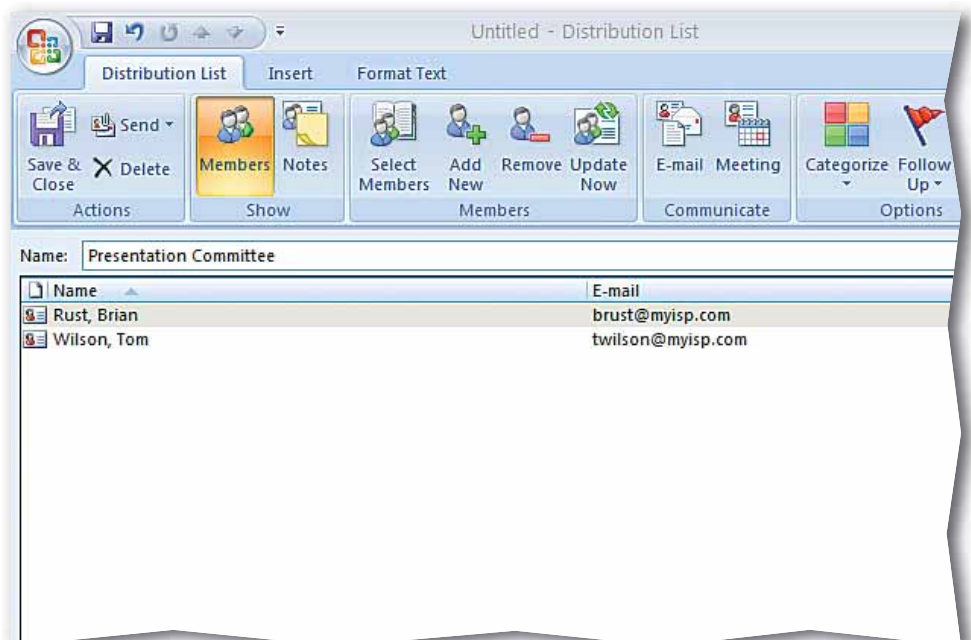 Untitled - Distribution List
Distribution List Insert Format Text
Save & Close Send Delete Members Notes Select Members Add New Remove Update Now E-mail Meeting Categorize Follow Up
Actions Show Members Communicate Options
Name: Presentation Committee
Name E-mail
Rust, Brian brust@myisp.com
Wilson, Tom twilson@myisp.com